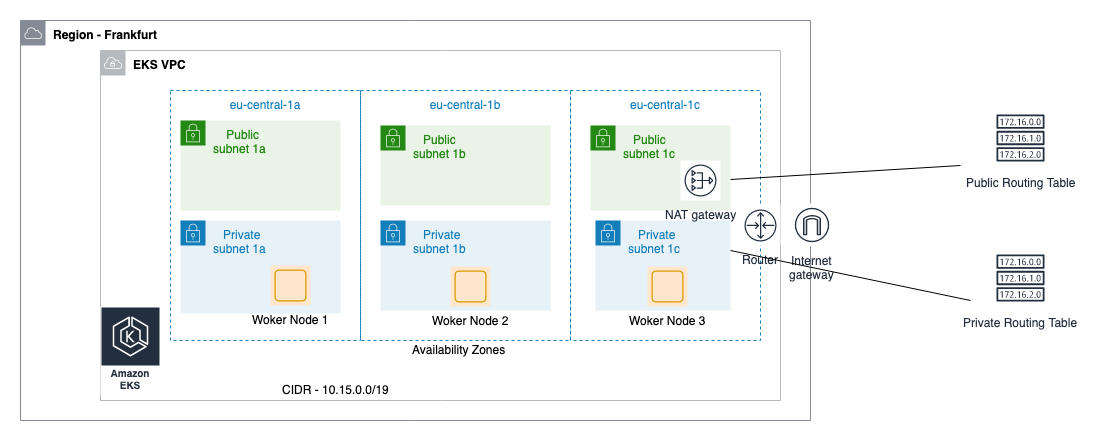 Region - Frankfurt
EKS VPC
eu-central-1a
eu-central-1b
eu-central-1c
Public
subnet 1a
Public
subnet 1b
Public
subnet 1c
NAT gateway
172.16.0.0
172.16.1.0
172.16.2.0
Public Routing Table
Private
subnet 1a
Private
subnet 1b
Private
subnet 1c
Router
Internet
gateway
172.16.0.0
172.16.1.0
172.16.2.0
Private Routing Table
Woker Node 1
Woker Node 2
Woker Node 3
Availability Zones
Amazon
EKS
CIDR - 10.15.0.0/19